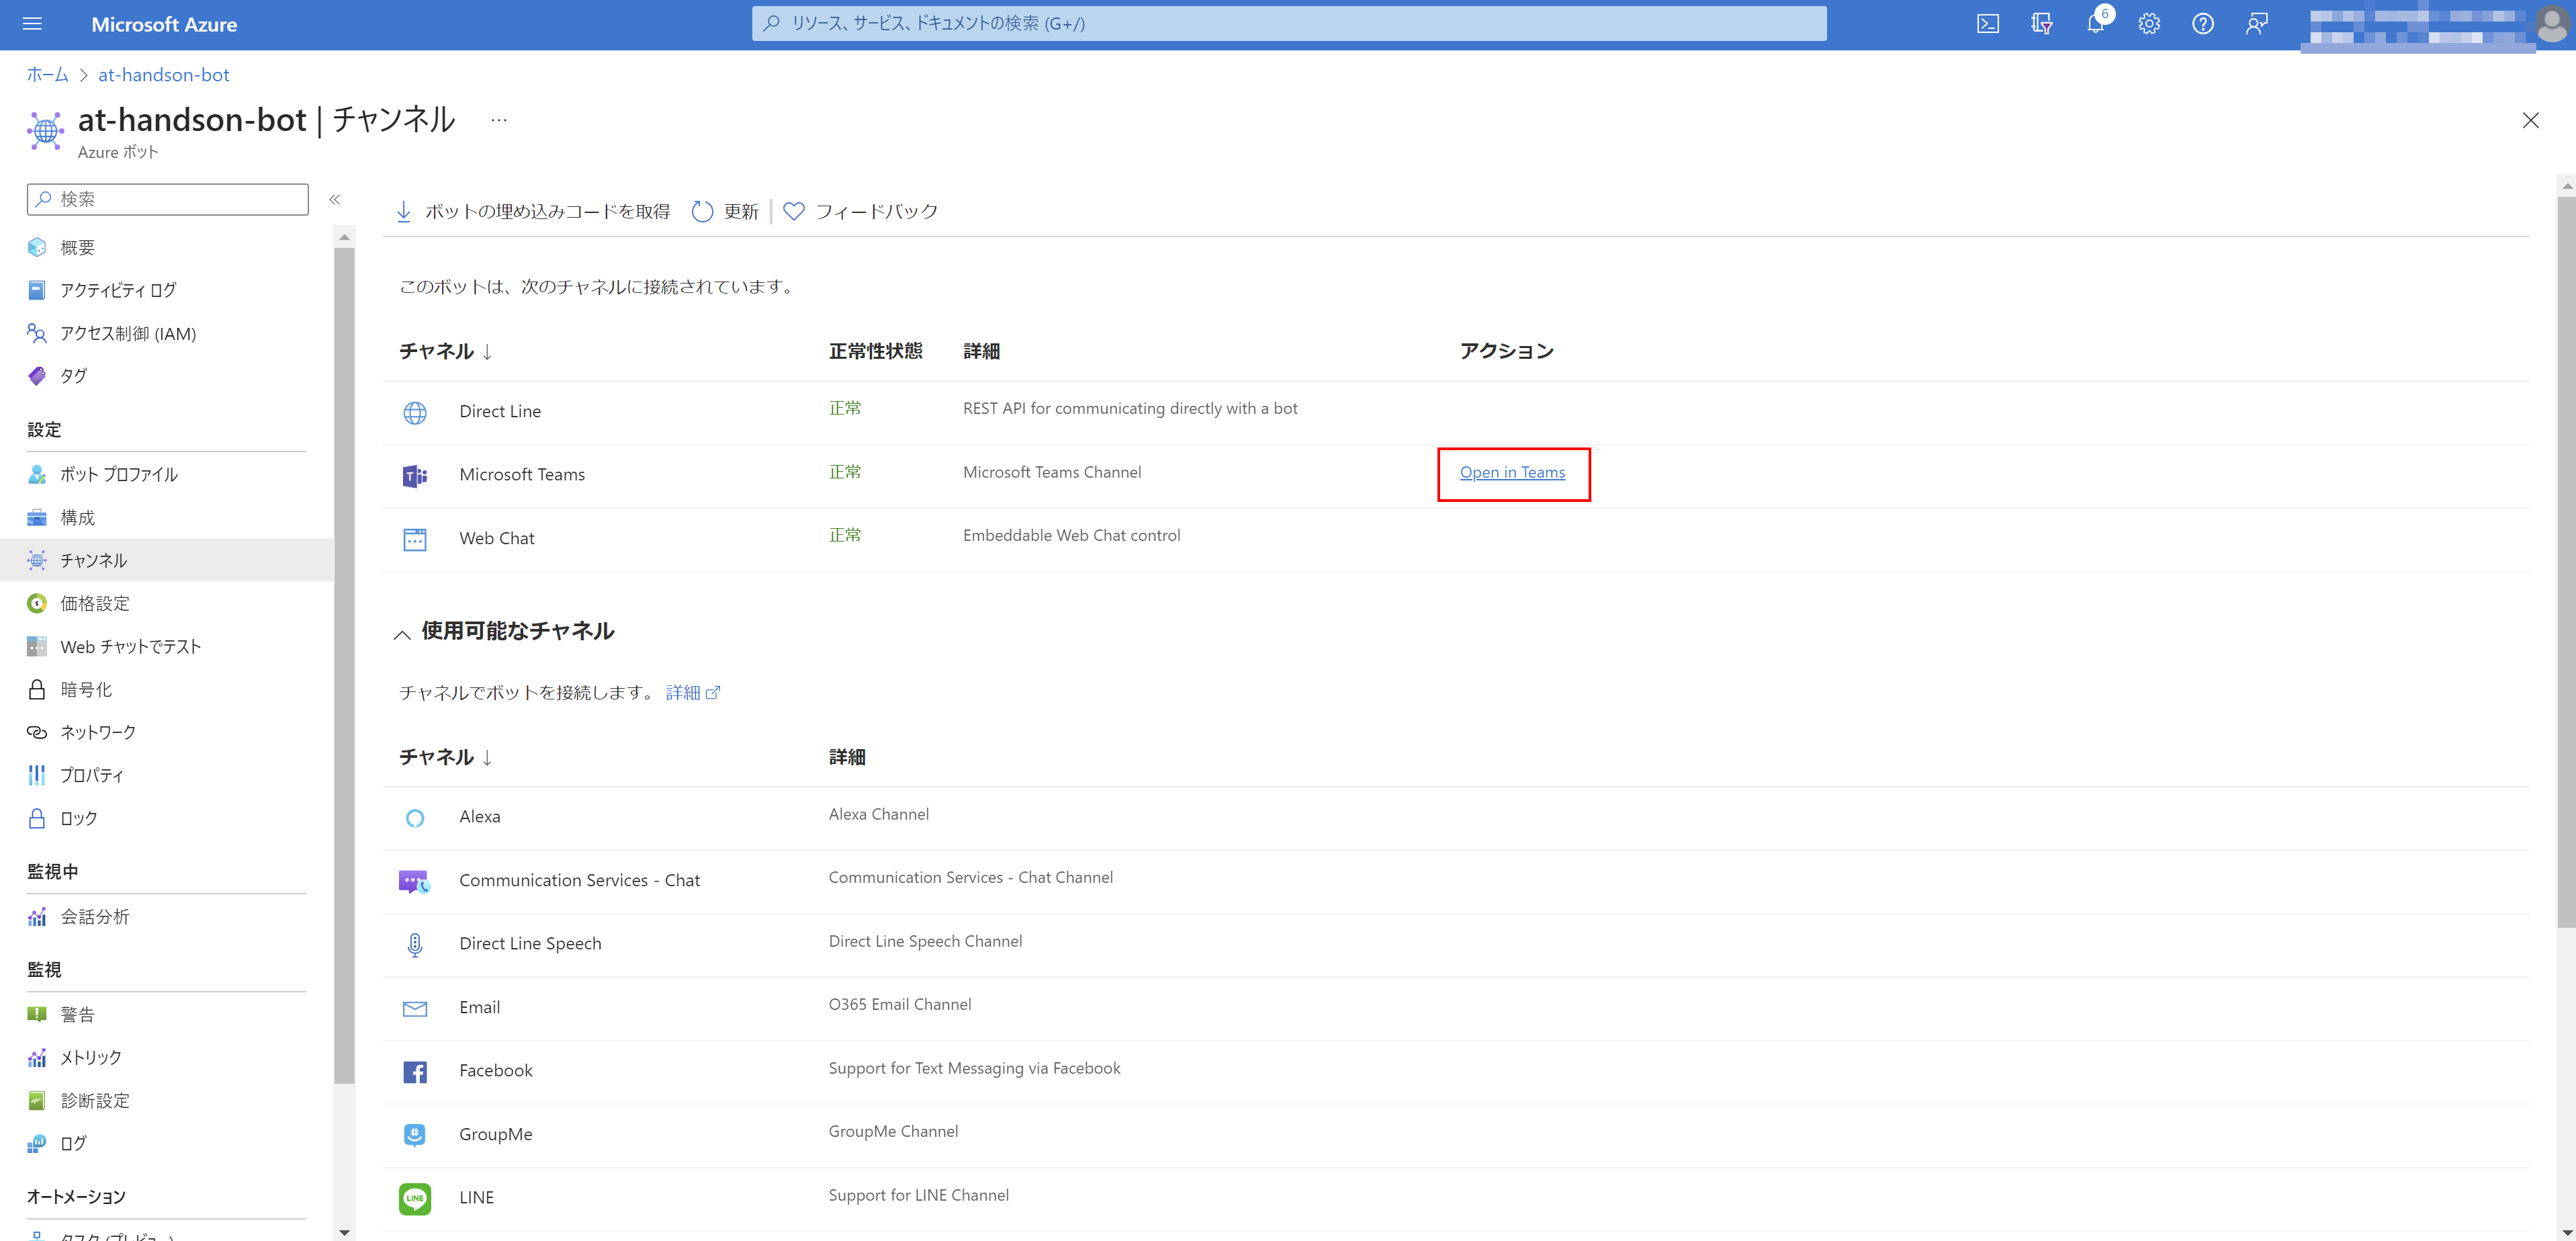 Microsoft Azure
リソース、サービス、ドキュメントの検索 (G+/)
6
ホーム > at-handson-bot
at-handson-bot | チャンネル ...
Azure ボット
検索
概要
アクティビティ ログ
アクセス制御 (IAM)
タグ
設定
ボット プロファイル
構成
チャンネル
価格設定
Web チャットでテスト
暗号化
ネットワーク
プロパティ
ロック
監視中
会話分析
監視
警告
メトリック
診断設定
ログ
オートメーション
タスク (プレビュー)
ボットの埋め込みコードを取得 更新 フィードバック
このボットは、次のチャネルに接続されています。
チャネル ↓ 正常性状態 詳細 アクション
Direct Line 正常 REST API for communicating directly with a bot
Microsoft Teams 正常 Microsoft Teams Channel Open in Teams
Web Chat 正常 Embeddable Web Chat control
使用可能なチャネル
チャネルでボットを接続します。 詳細
チャネル ↓ 詳細
Alexa Alexa Channel
Communication Services - Chat Communication Services - Chat Channel
Direct Line Speech Direct Line Speech Channel
Email O365 Email Channel
Facebook Support for Text Messaging via Facebook
GroupMe GroupMe Channel
LINE LINE Support for LINE Channel